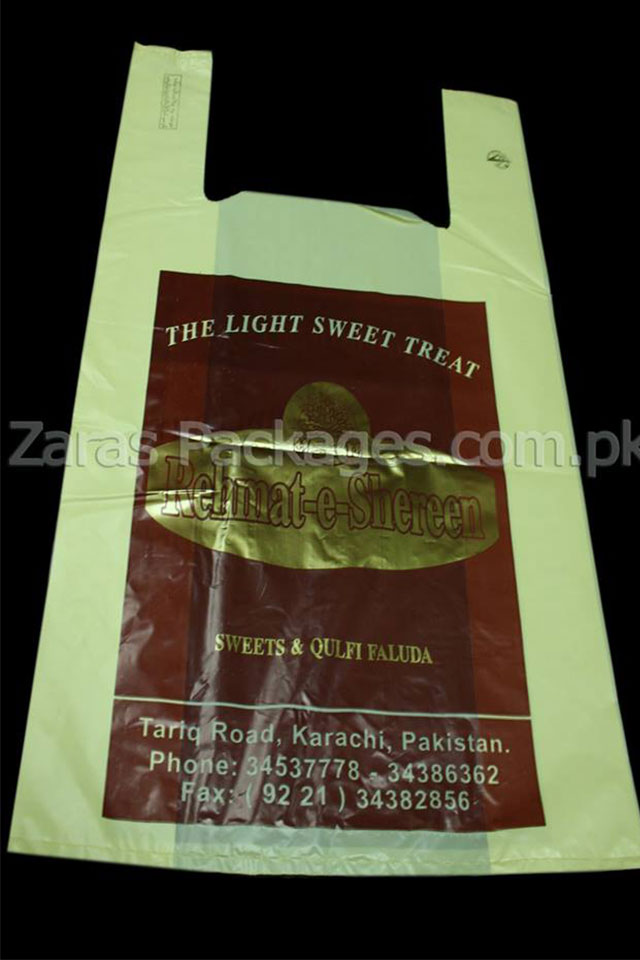 THE LIGHT SWEET TREAT
Zaras Packages.com.pk
Rehmat-e-Shereen
SWEETS & QULFI FALUDA
Tariq Road, Karachi, Pakistan.
Phone: 34537778 - 34386362
Fax: ( 92 21 ) 34382856